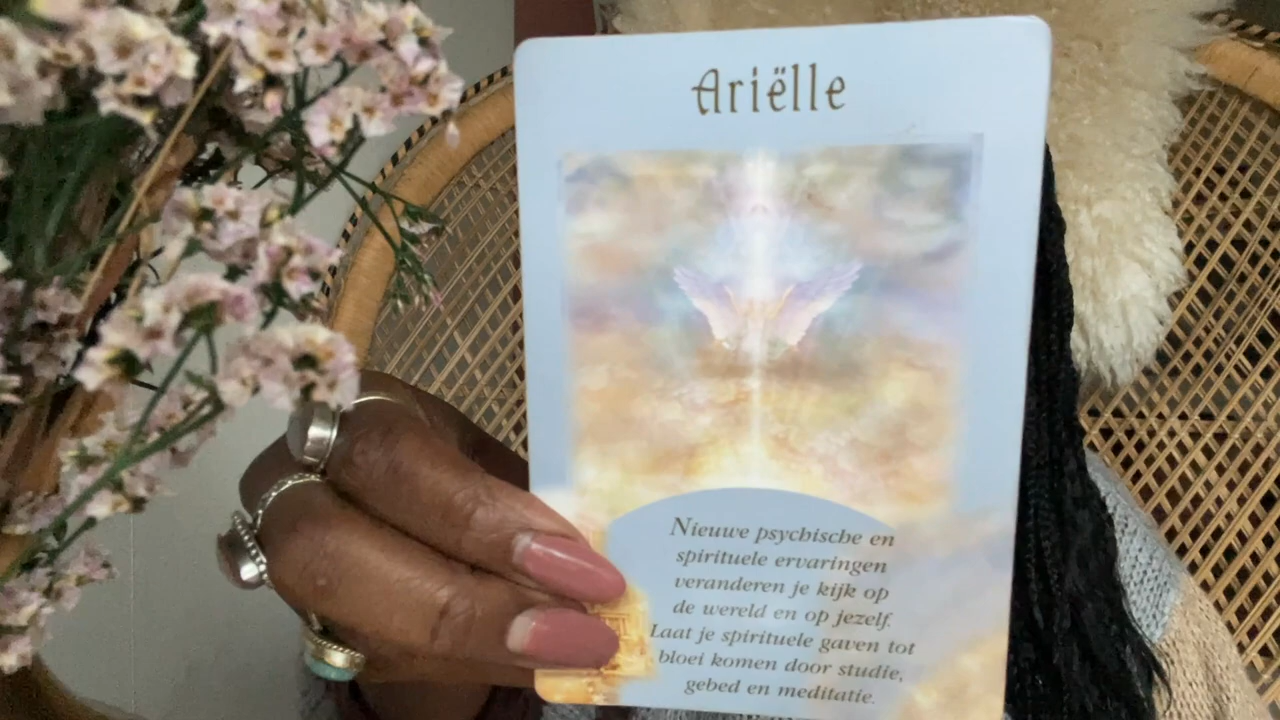 Ariëlle
Nieuwe psychische en
spirituele ervaringen
veranderen je kijk op
de wereld en op jezelf.
Laat je spirituele gaven tot
bloei komen door studie,
gebed en meditatie.